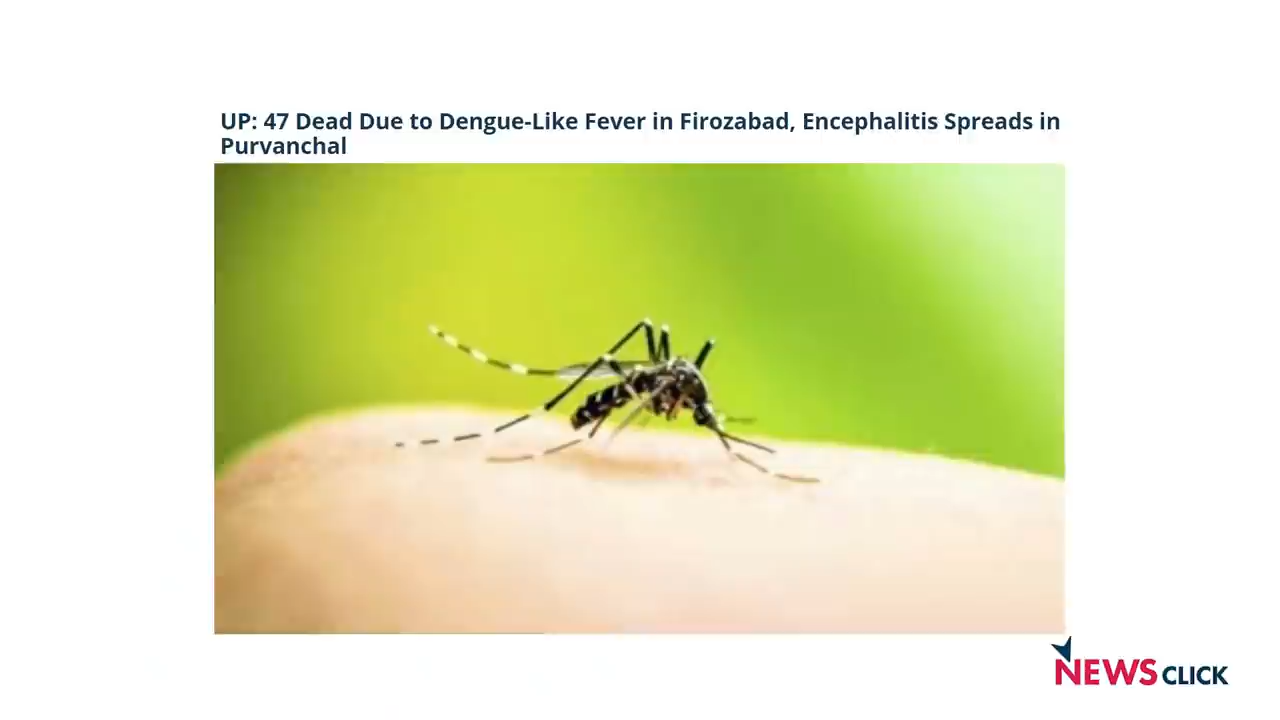 UP: 47 Dead Due to Dengue-Like Fever in Firozabad, Encephalitis Spreads in
Purvanchal
NEWSCLICK